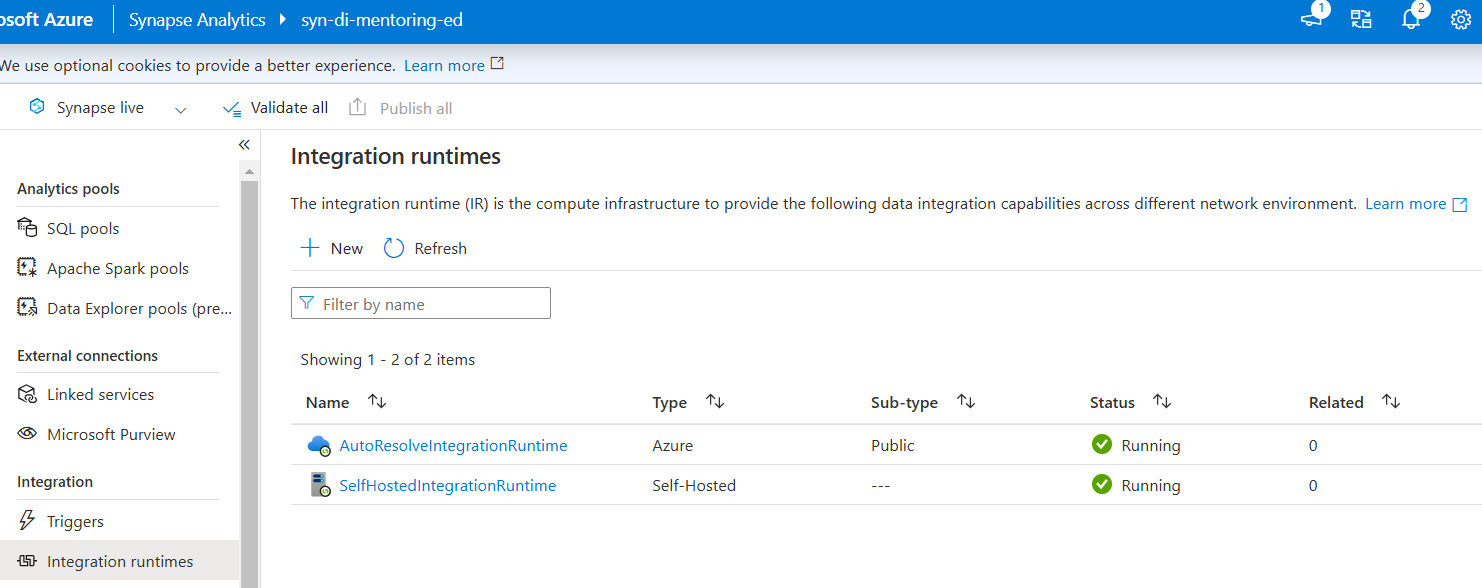 osoft Azure Synapse Analytics syn-di-mentoring-ed 1 2
We use optional cookies to provide a better experience. Learn more
Synapse live Validate all Publish all
Analytics pools
SQL pools
Apache Spark pools
Data Explorer pools (pre...
External connections
Linked services
Microsoft Purview
Integration
Triggers
Integration runtimes
Integration runtimes
The integration runtime (IR) is the compute infrastructure to provide the following data integration capabilities across different network environment. Learn more
New Refresh
Filter by name
Showing 1 - 2 of 2 items
Name Type Sub-type Status Related
AutoResolveIntegrationRuntime Azure Public Running 0
SelfHostedIntegrationRuntime Self-Hosted --- Running 0